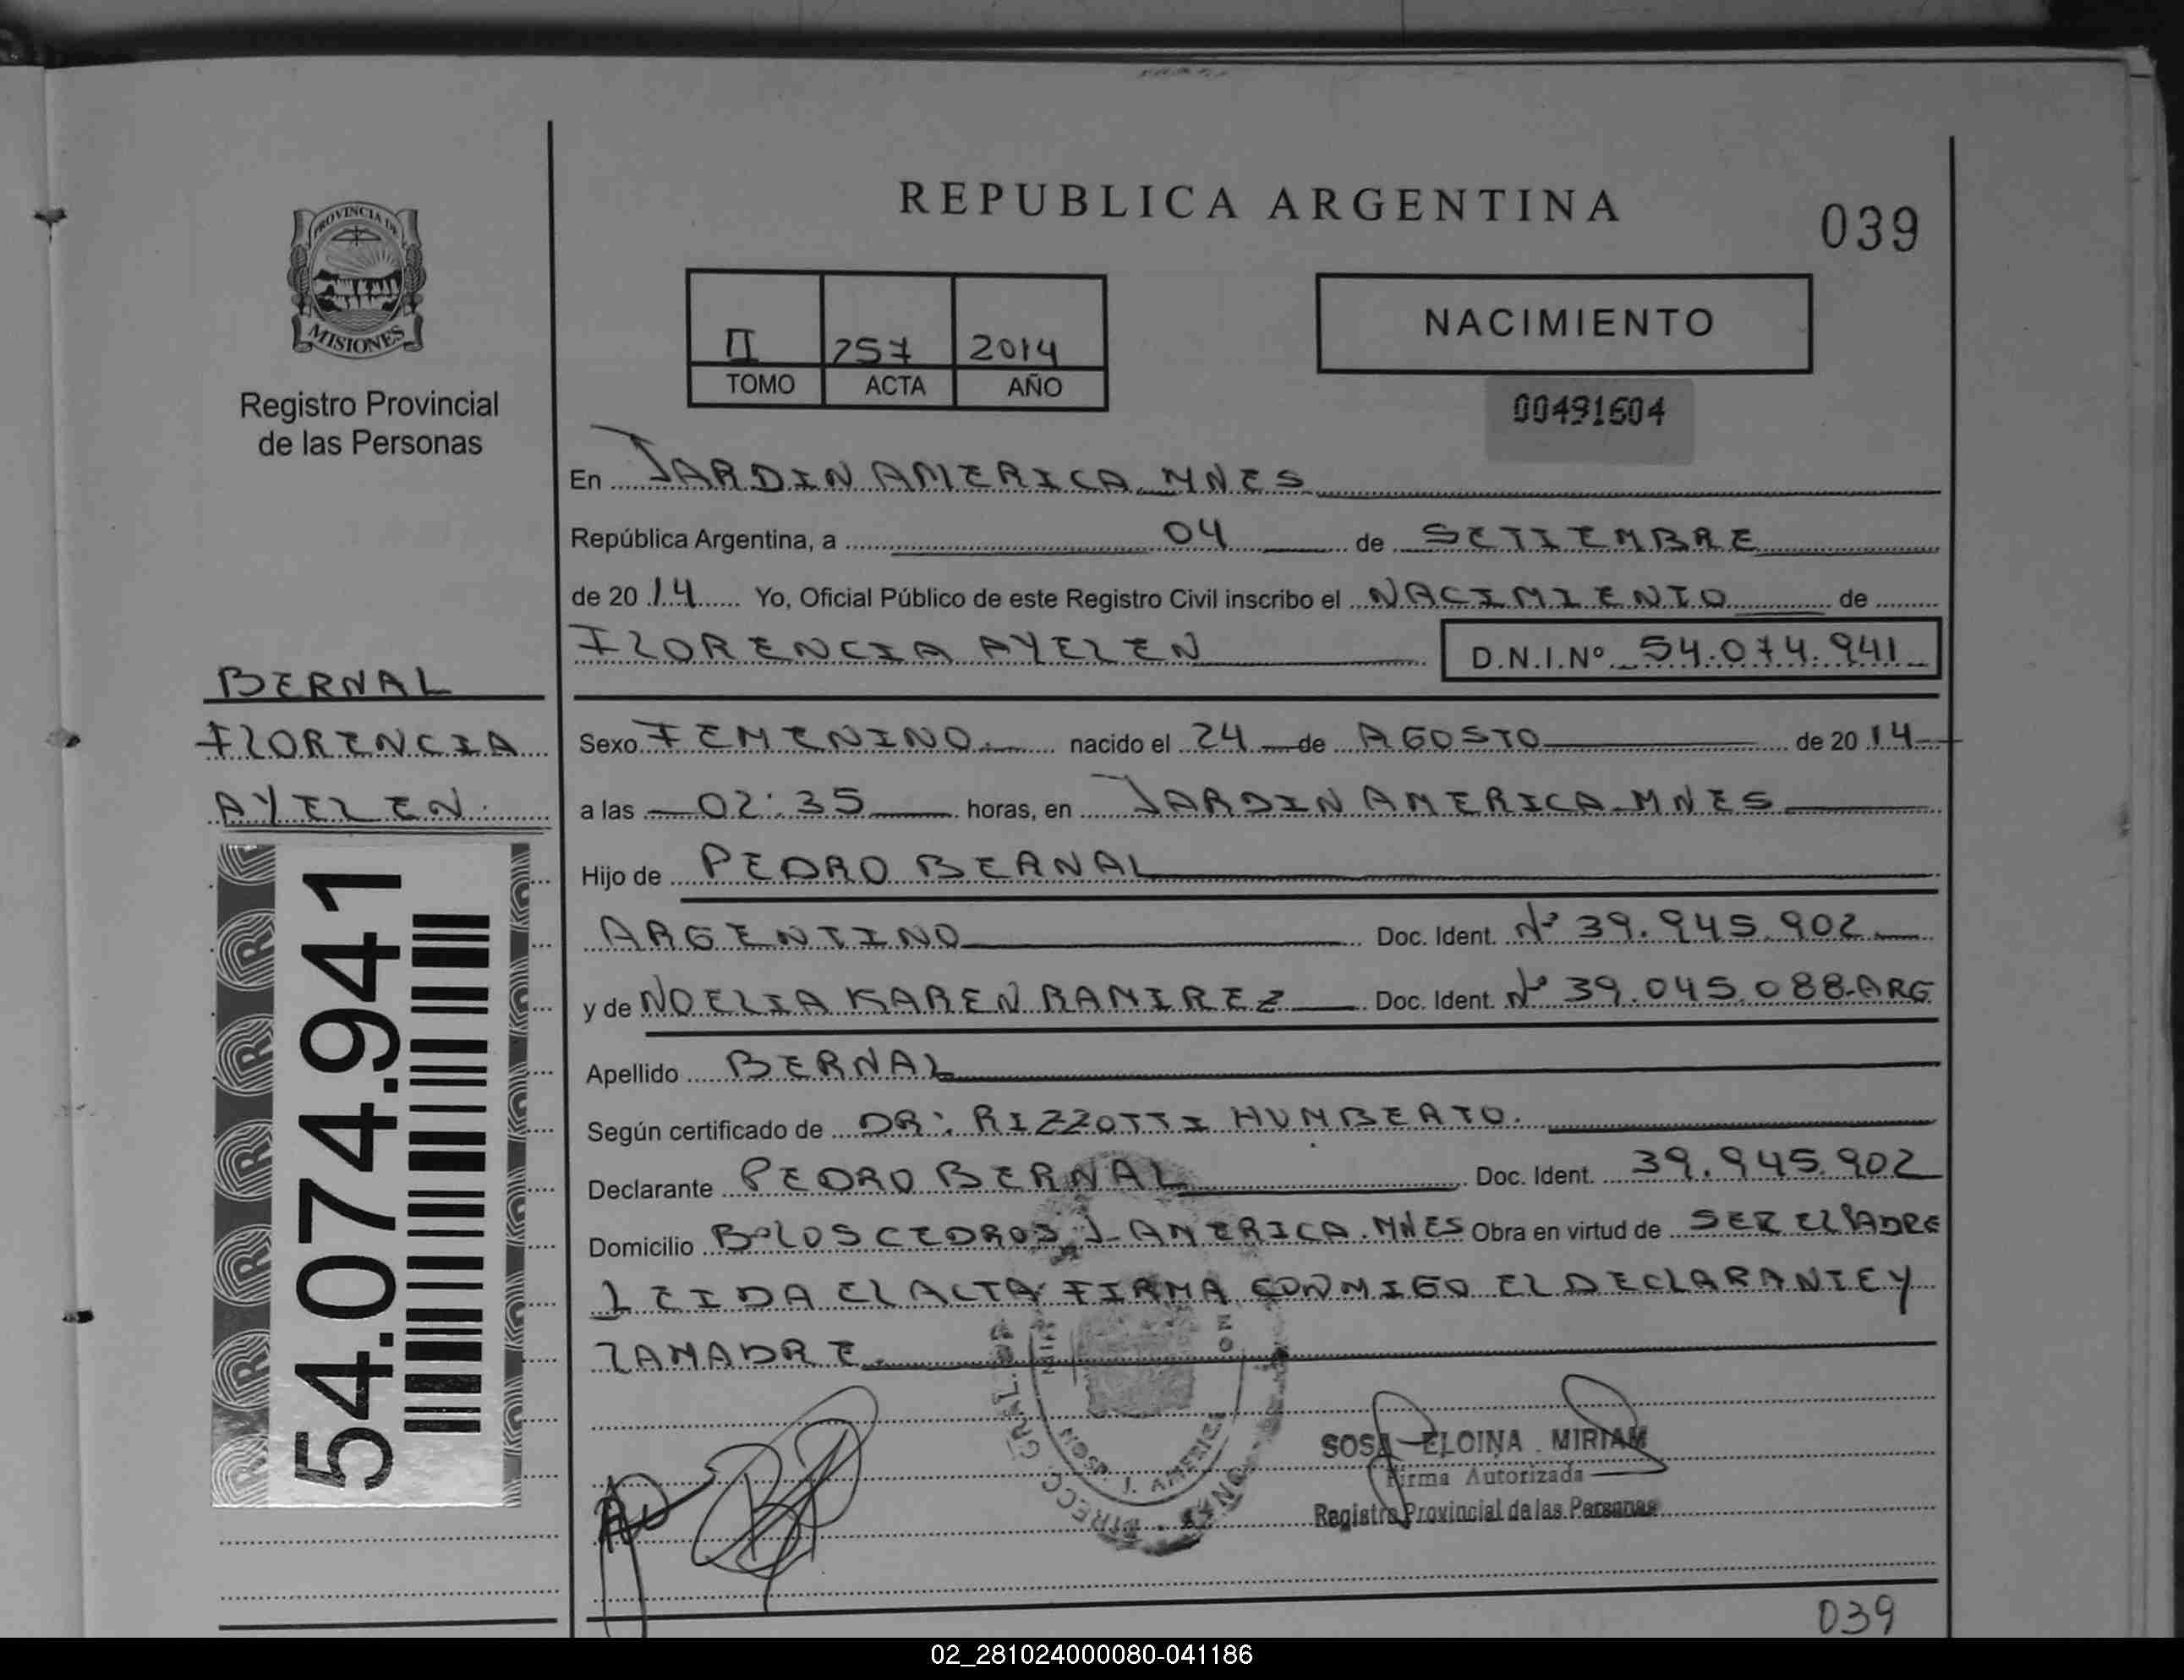 REPUBLICA ARGENTINA
039
PROVINCIA DE
MISIONES
Registro Provincial
de las Personas
II 257 2014
TOMO ACTA AÑO
NACIMIENTO
00491604
En JARDIN AMERICA MNES
República Argentina, a 04 de SETIEMBRE
de 2014 Yo, Oficial Público de este Registro Civil inscribo el NACIMIENTO de
FLORENCIA AYELEN D.N.I.Nº 54.074.941
BERNAL
FLORENCIA
AYELEN
54.074.941
Sexo FEMENINO nacido el 24 de AGOSTO de 2014
a las 02:35 horas, en JARDIN AMERICA-MNES
Hijo de PEDRO BERNAL
ARGENTINO Doc. Ident. Nº 39.945.902
y de NOELIA KAREN RAMIREZ Doc. Ident. Nº 39.045.088-ARG
Apellido BERNAL
Según certificado de DR: RIZZOTTI HUMBERTO.
Declarante PEDRO BERNAL Doc. Ident. 39.945.902
Domicilio Bº LOS CEDROS J- AMERICA.MNES Obra en virtud de SER EL PADRE
LEIDA EL ACTA FIRMA CONMIGO EL DECLARANTE Y
LA MADRE.
DIRECC. GRAL.
J. AMERICA
SOSA ELOINA MIRIAM
Firma Autorizada
Registro Provincial de las Personas
039
02_281024000080-041186